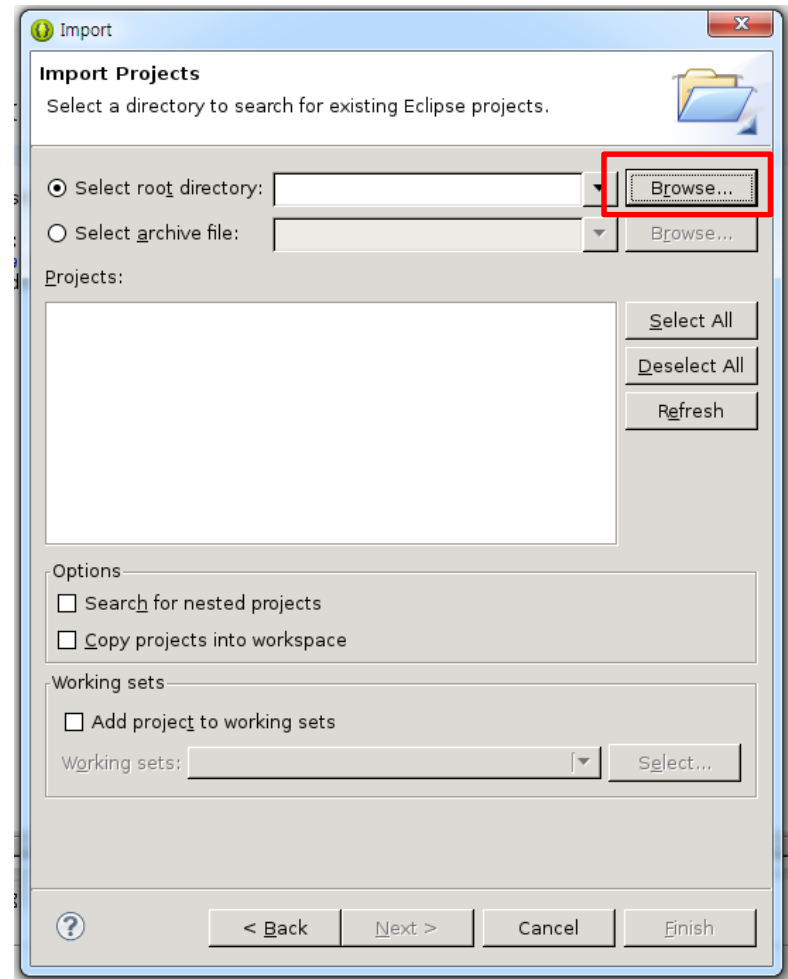 Import
Import Projects
Select a directory to search for existing Eclipse projects.
Select root directory:
Browse...
Select archive file:
Browse...
Projects:
Select All
Deselect All
Refresh
Options
Search for nested projects
Copy projects into workspace
Working sets
Add project to working sets
Working sets:
Select...
< Back
Next >
Cancel
Finish